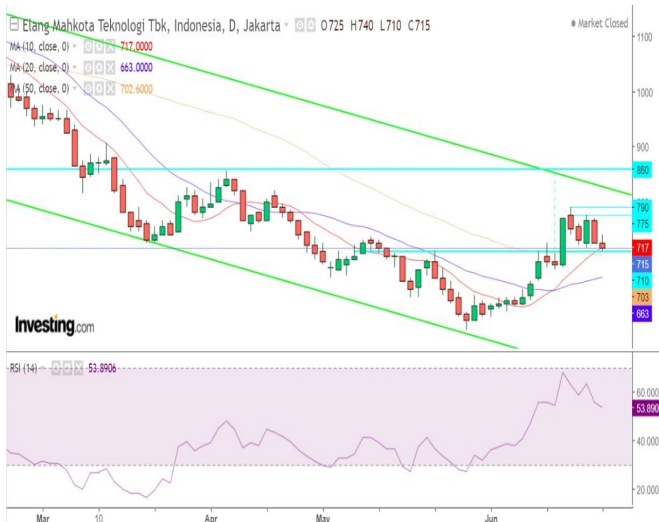 Elang Mahkota Teknologi Tbk, Indonesia, D, Jakarta O725 H740 L710 C715
Market Closed
MA (10, close, 0) 717.0000
MA (20, close, 0) 663.0000
MA (50, close, 0) 702.6000
1100
1000
900
860
790
775
717
715
710
703
663
Investing.com
RSI (14) 53.8906
60.000
53.890
40.000
20.000
Mar 10 Apr May Jun